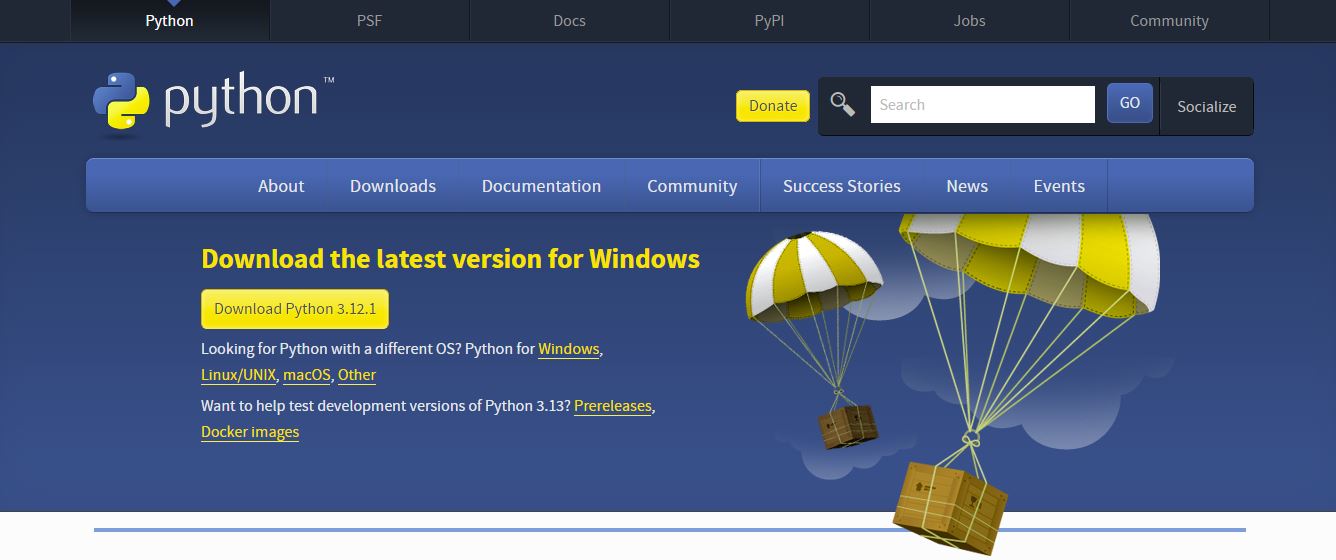 Python PSF Docs PyPI Jobs Community
python™
Donate Search GO Socialize
About Downloads Documentation Community Success Stories News Events
Download the latest version for Windows
Download Python 3.12.1
Looking for Python with a different OS? Python for Windows,
Linux/UNIX, macOS, Other
Want to help test development versions of Python 3.13? Prereleases,
Docker images